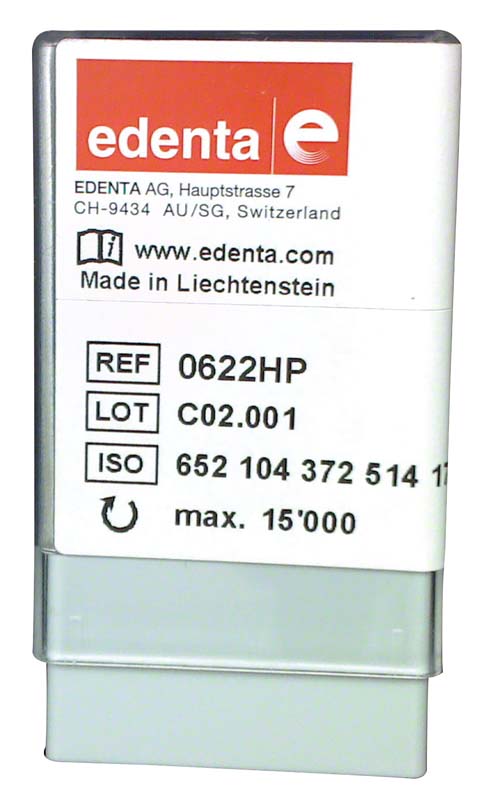 edenta e
EDENTA AG, Hauptstrasse 7
CH-9434 AU/SG, Switzerland
i www.edenta.com
Made in Liechtenstein
REF 0622HP
LOT C02.001
ISO 652 104 372 514
max. 15'000